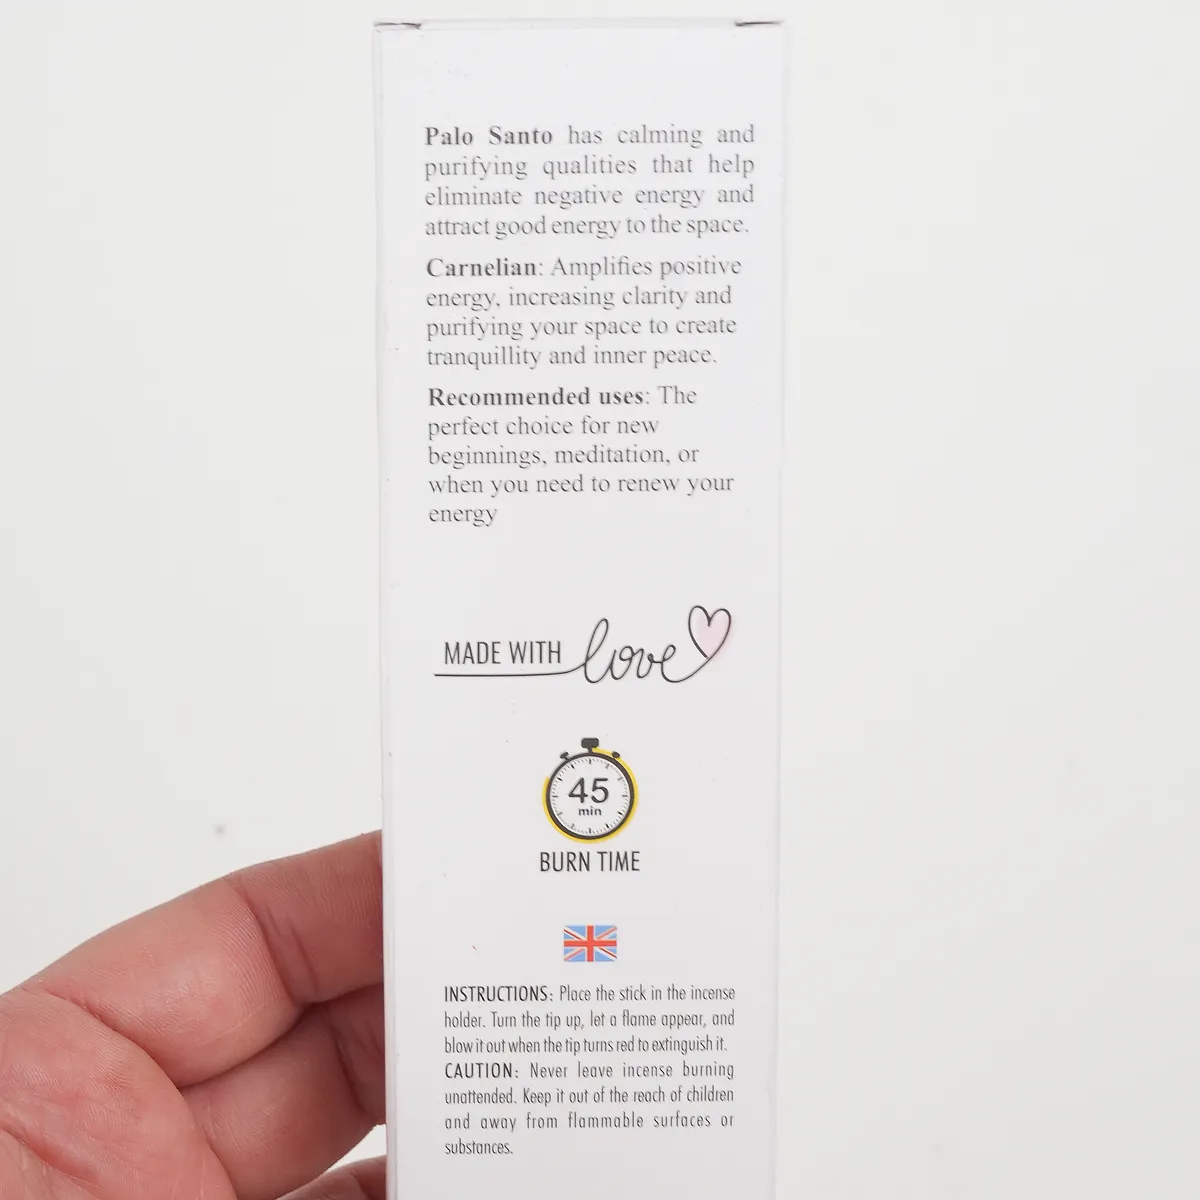 Palo Santo has calming and
purifying qualities that help
eliminate negative energy and
attract good energy to the space.
Carnelian: Amplifies positive
energy, increasing clarity and
purifying your space to create
tranquillity and inner peace.
Recommended uses: The
perfect choice for new
beginnings, meditation, or
when you need to renew your
energy
MADE WITH love
45
min
BURN TIME
INSTRUCTIONS: Place the stick in the incense
holder. Turn the tip up, let a flame appear, and
blow it out when the tip turns red to extinguish it.
CAUTION: Never leave incense burning
unattended. Keep it out of the reach of children
and away from flammable surfaces or
substances.